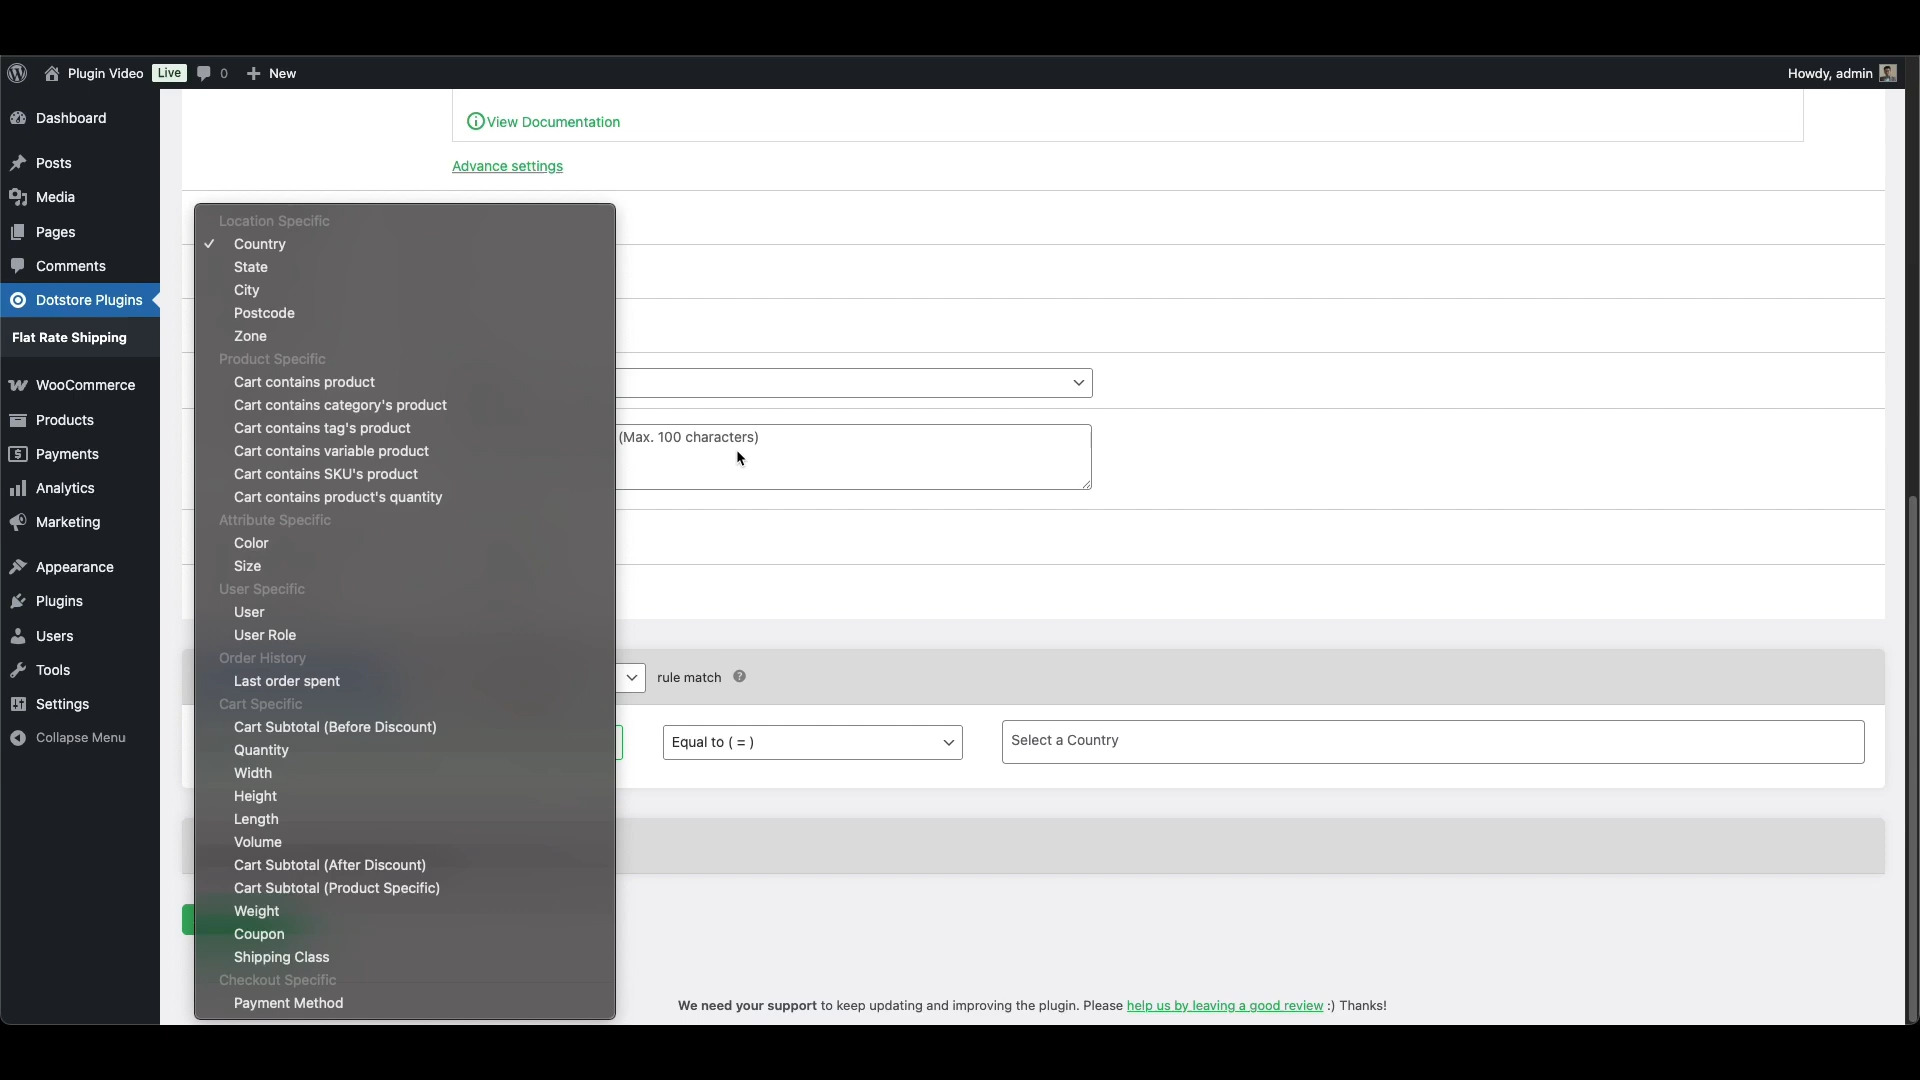 Plugin Video Live 0 New
Howdy, admin
Dashboard
Posts
Media
Pages
Comments
Dotstore Plugins
Flat Rate Shipping
WooCommerce
Products
Payments
Analytics
Marketing
Appearance
Plugins
Users
Tools
Settings
Collapse Menu
View Documentation
Advance settings
Location Specific
✓ Country
State
City
Postcode
Zone
Product Specific
Cart contains product
Cart contains category's product
Cart contains tag's product
Cart contains variable product
Cart contains SKU's product
Cart contains product's quantity
Attribute Specific
Color
Size
User Specific
User
User Role
Order History
Last order spent
Cart Specific
Cart Subtotal (Before Discount)
Quantity
Width
Height
Length
Volume
Cart Subtotal (After Discount)
Cart Subtotal (Product Specific)
Weight
Coupon
Shipping Class
Checkout Specific
Payment Method
(Max. 100 characters)
rule match ?
Equal to ( = )
Select a Country
We need your support to keep updating and improving the plugin. Please help us by leaving a good review :) Thanks!